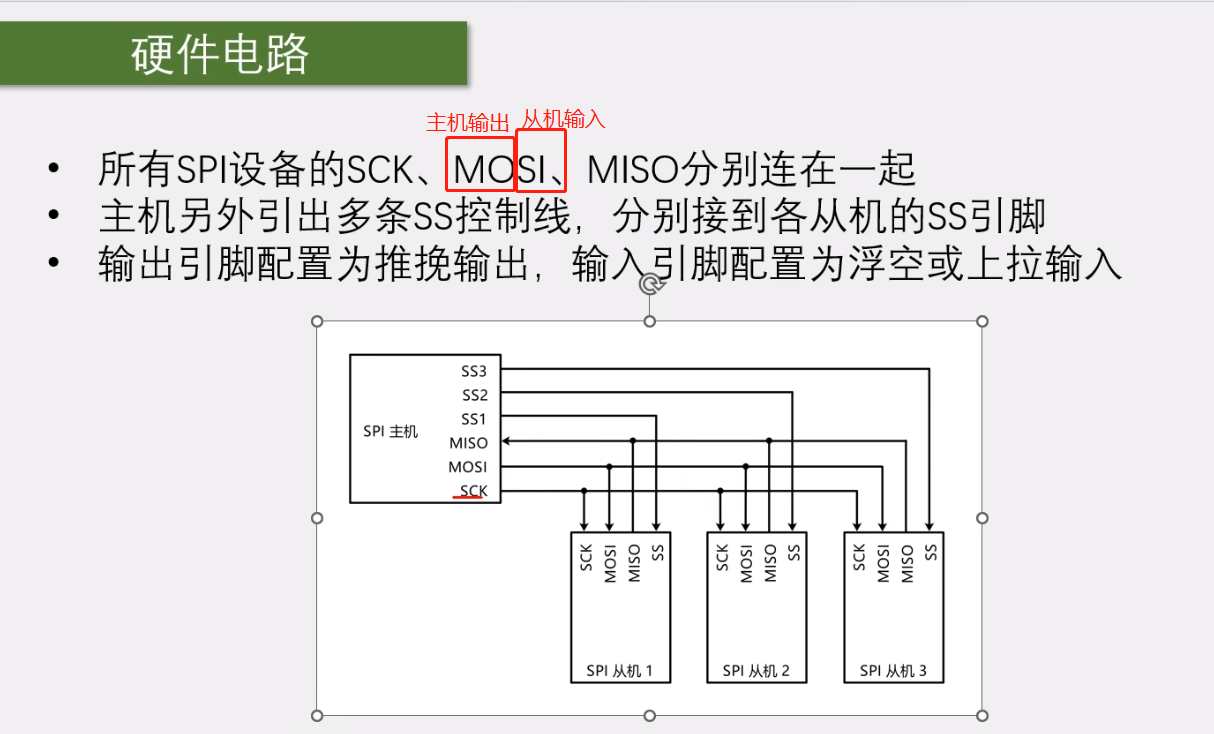 硬件电路
主机输出 从机输入
• 所有SPI设备的SCK、MOSI、MISO分别连在一起
• 主机另外引出多条SS控制线，分别接到各从机的SS引脚
• 输出引脚配置为推挽输出，输入引脚配置为浮空或上拉输入
SPI 主机
SS3
SS2
SS1
MISO
MOSI
SCK
SCK MOSI MISO SS
SPI 从机 1
SCK MOSI MISO SS
SPI 从机 2
SCK MOSI MISO SS
SPI 从机 3